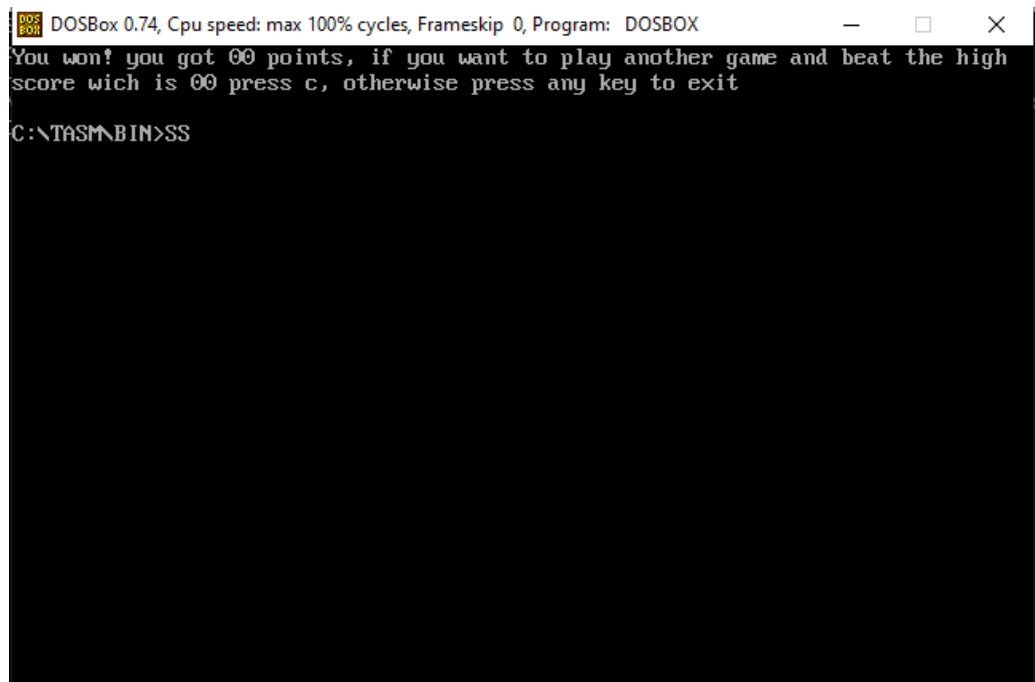 DOS BOX DOSBox 0.74, Cpu speed: max 100% cycles, Frameskip 0, Program: DOSBOX
You won! you got 00 points, if you want to play another game and beat the high
score wich is 00 press c, otherwise press any key to exit
C:\TASM\BIN>SS